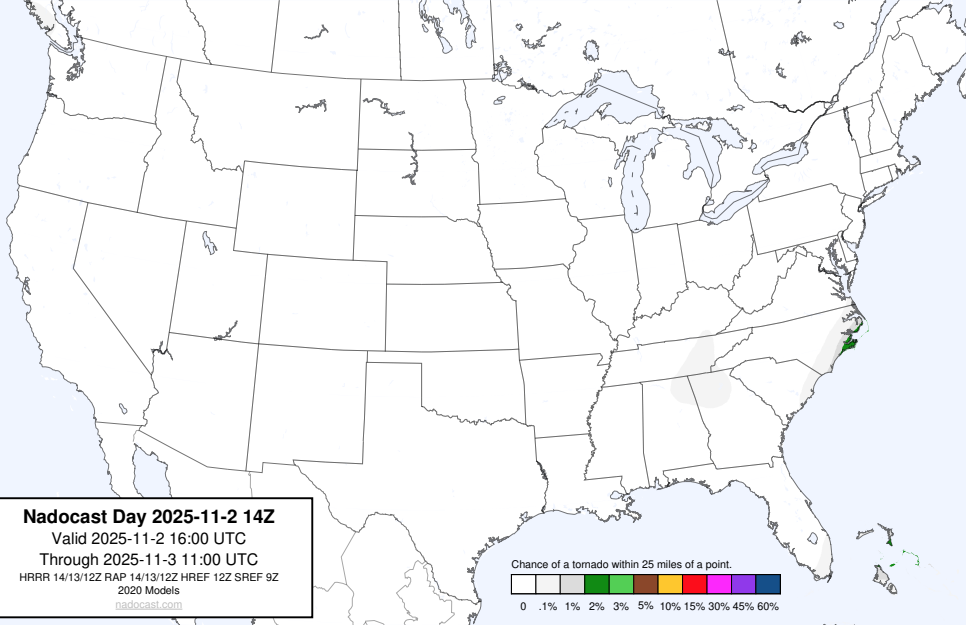 Nadocast Day 2025-11-2 14Z
Valid 2025-11-2 16:00 UTC
Through 2025-11-3 11:00 UTC
HRRR 14/13/12Z RAP 14/13/12Z HREF 12Z SREF 9Z
2020 Models
nadocast.com
Chance of a tornado within 25 miles of a point.
0 .1% 1% 2% 3% 5% 10% 15% 30% 45% 60%